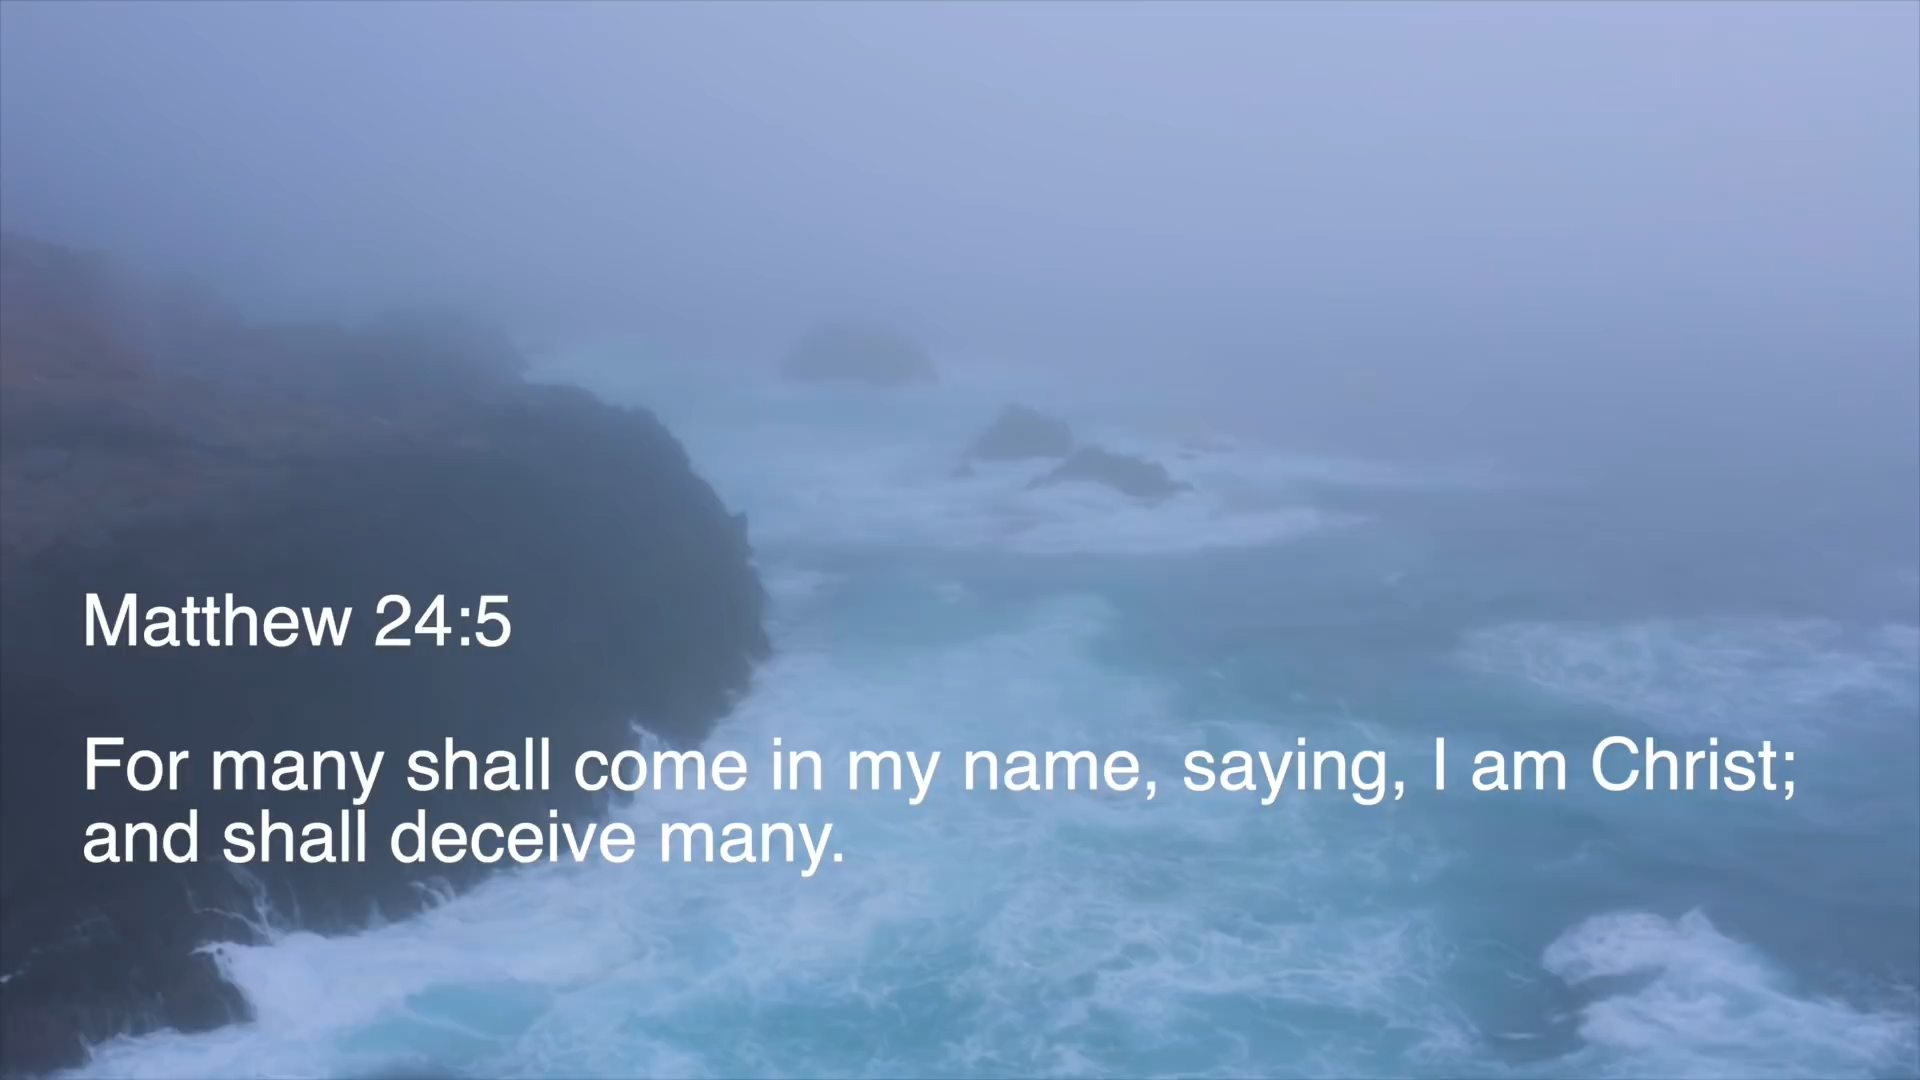 Matthew 24:5
For many shall come in my name, saying, I am Christ;
and shall deceive many.